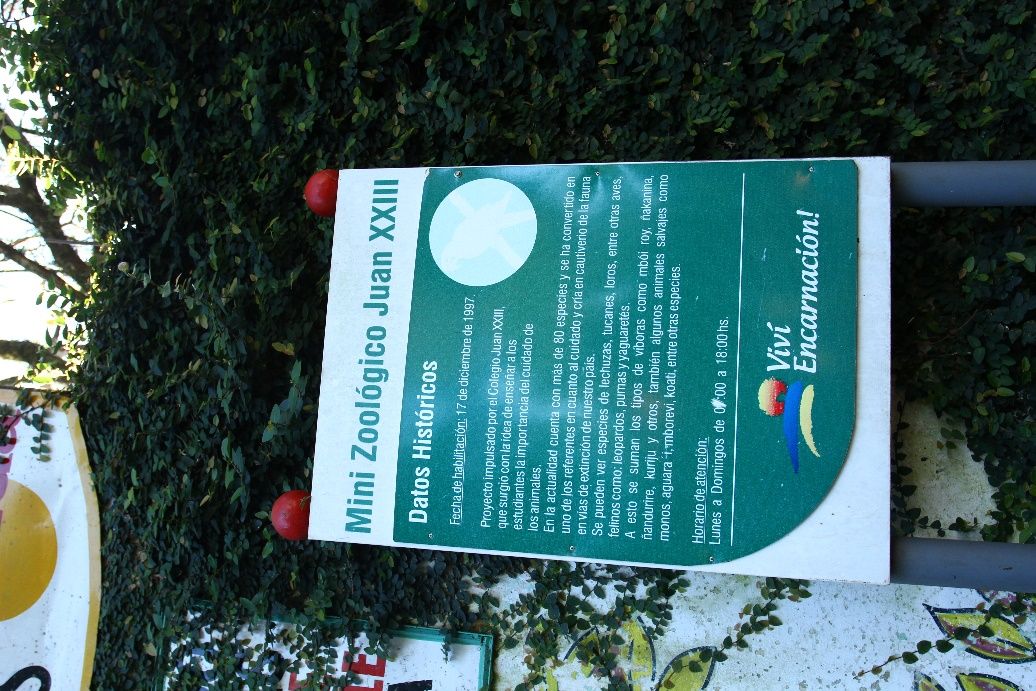 Mini Zoológico Juan XXIII
Datos Históricos
Fecha de habilitación: 17 de diciembre de 1997.
Proyecto impulsado por el Colegio Juan XXIII,
que surgió con la idea de enseñar a los
estudiantes la importancia del cuidado de
los animales.
En la actualidad cuenta con más de 80 especies y se ha convertido en
uno de los referentes en cuanto al cuidado y cría en cautiverio de la fauna
en vías de extinción de nuestro país.
Se pueden ver especies de lechuzas, tucanes, loros, entre otras aves,
felinos como: leopardos, pumas y yaguaretés.
A esto se suman los tipos de víboras como mbói roy, ñakanina,
ñandurire, kuriju y otros, también algunos animales salvajes como
monos, aguara í, mborevi, koati, entre otras especies.
Horario de atención:
Lunes a Domingos de :00 a 18:00hs.
Viví
Encarnación!
LE